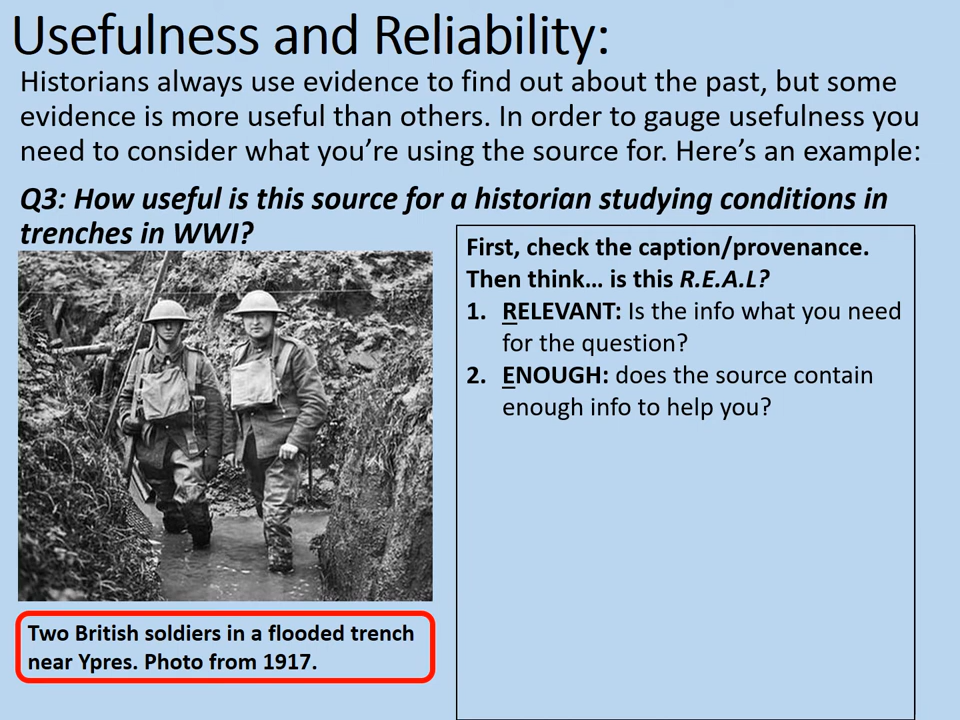 Usefulness and Reliability:
Historians always use evidence to find out about the past, but some
evidence is more useful than others. In order to gauge usefulness you
need to consider what you’re using the source for. Here’s an example:
Q3: How useful is this source for a historian studying conditions in
trenches in WWI?
First, check the caption/provenance.
Then think… is this R.E.A.L?
1. RELEVANT: Is the info what you need
for the question?
2. ENOUGH: does the source contain
enough info to help you?
Two British soldiers in a flooded trench
near Ypres. Photo from 1917.